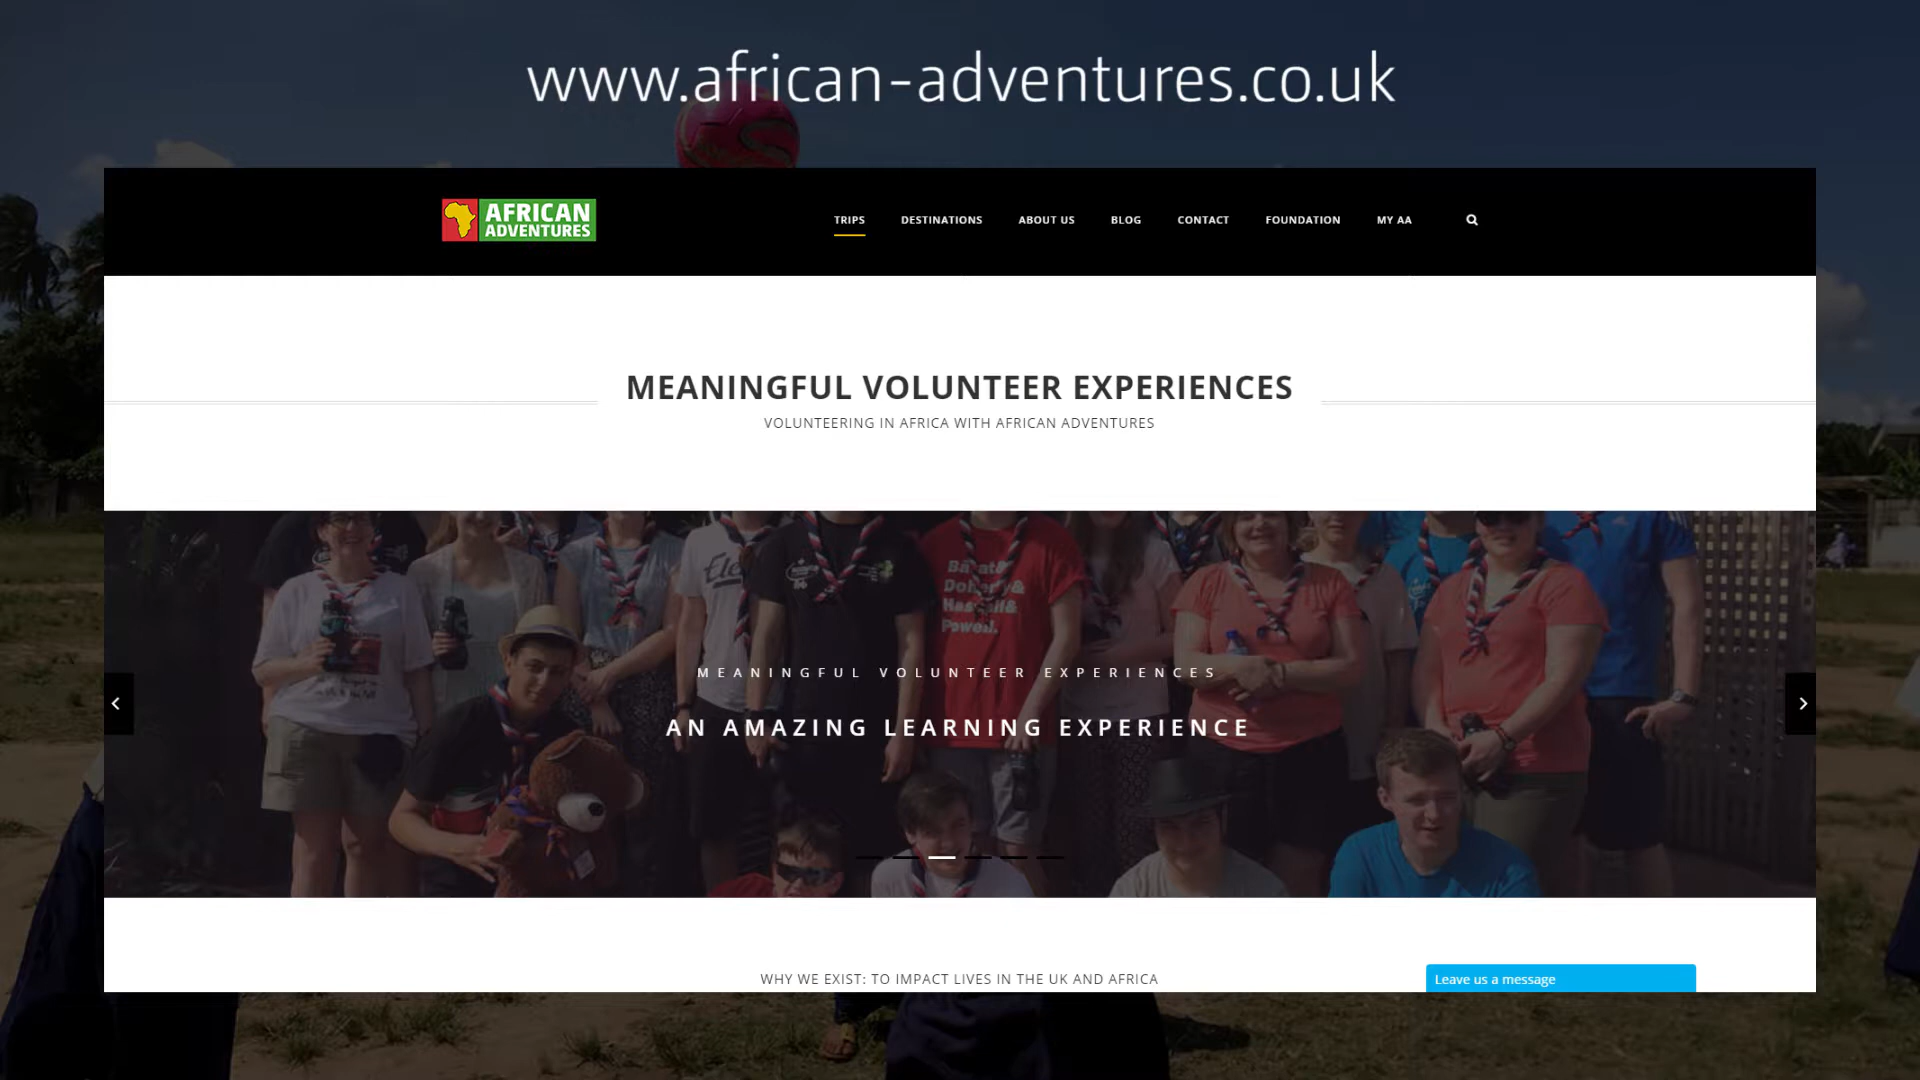 www.african-adventures.co.uk
AFRICAN
ADVENTURES
TRIPS DESTINATIONS ABOUT US BLOG CONTACT FOUNDATION MY AA
MEANINGFUL VOLUNTEER EXPERIENCES
VOLUNTEERING IN AFRICA WITH AFRICAN ADVENTURES
MEANINGFUL VOLUNTEER EXPERIENCES
AN AMAZING LEARNING EXPERIENCE
WHY WE EXIST: TO IMPACT LIVES IN THE UK AND AFRICA
Leave us a message